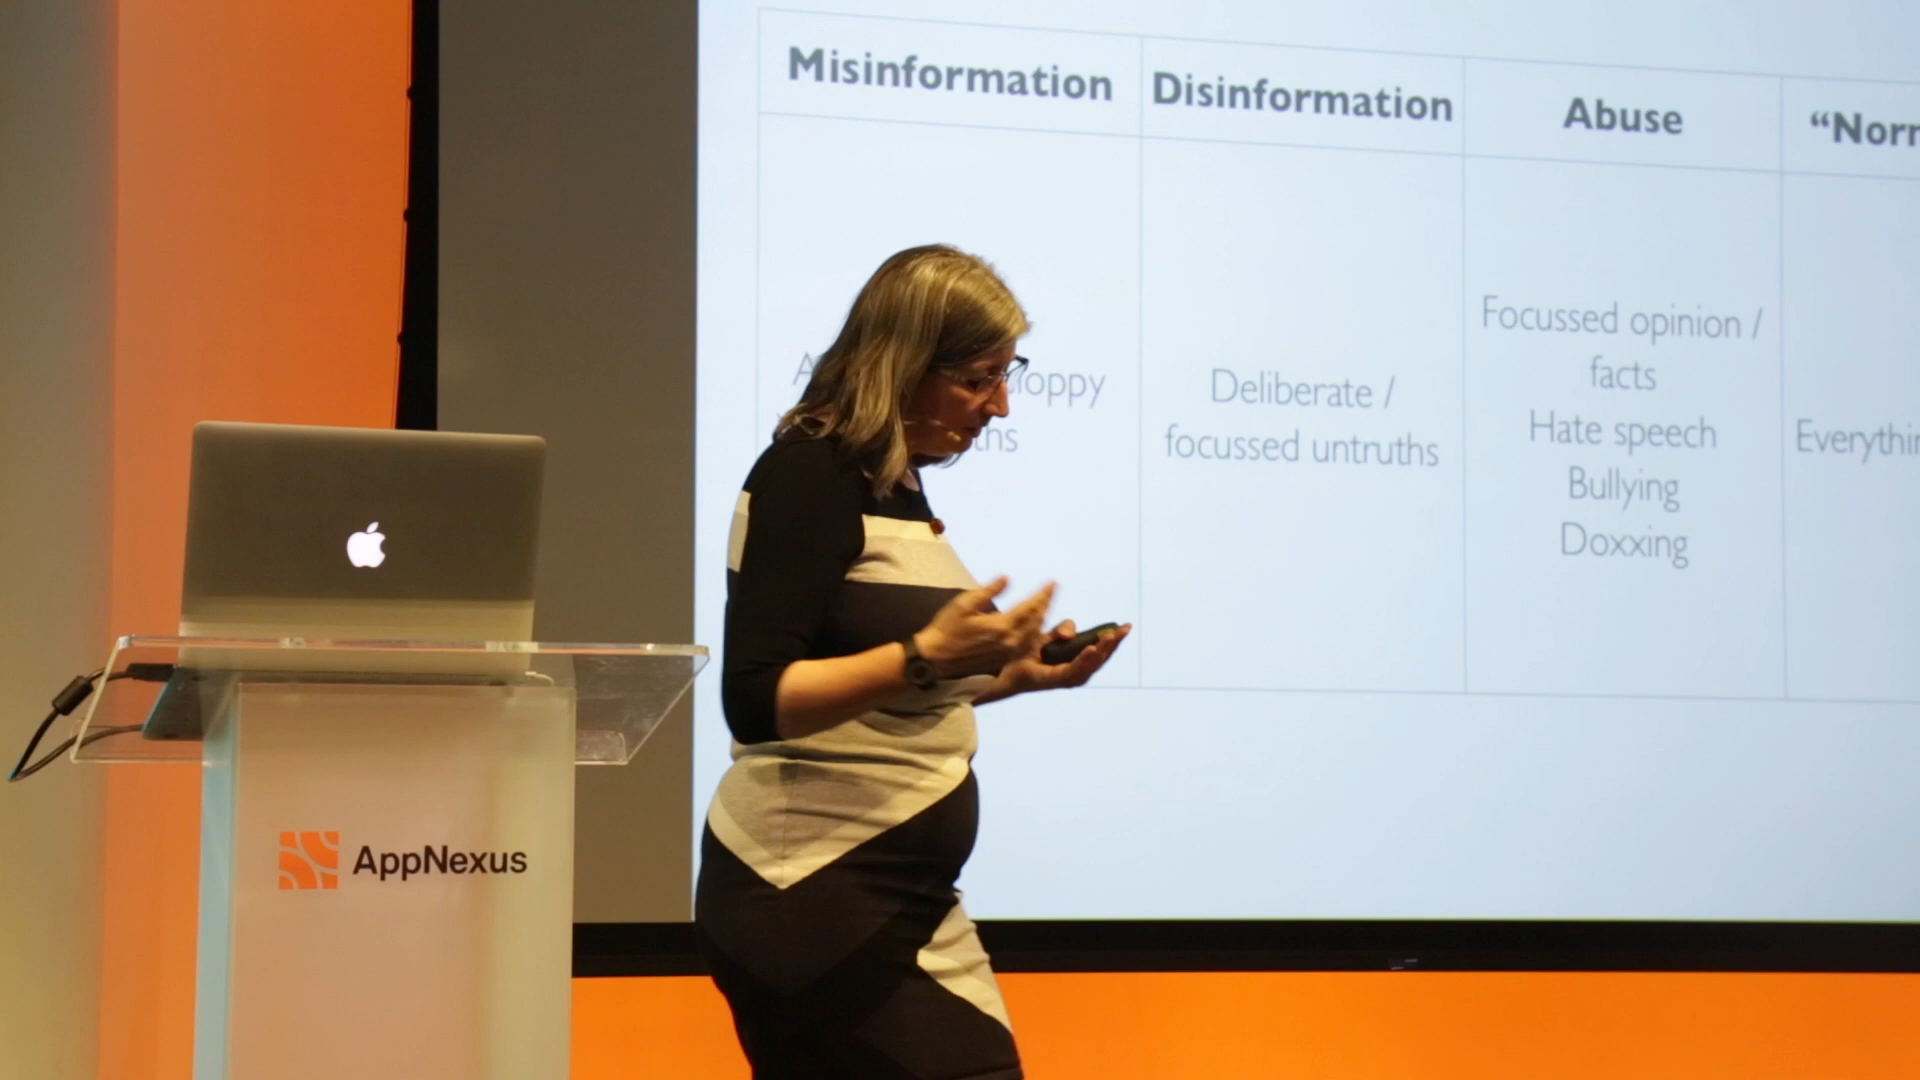 Misinformation
Disinformation
Abuse
Deliberate /
focussed untruths
Focussed opinion /
facts
Hate speech
Bullying
Doxxing
AppNexus